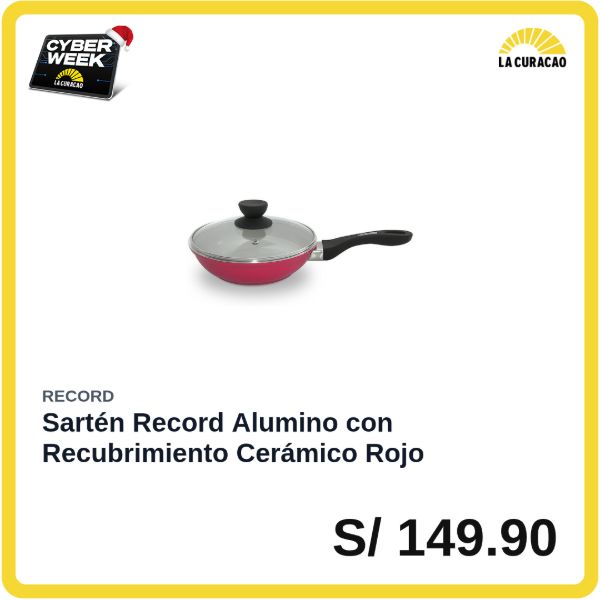 CYBER
WEEK
LA CURACAO
LA CURACAO
RECORD
Sartén Record Alumino con
Recubrimiento Cerámico Rojo
S/ 149.90